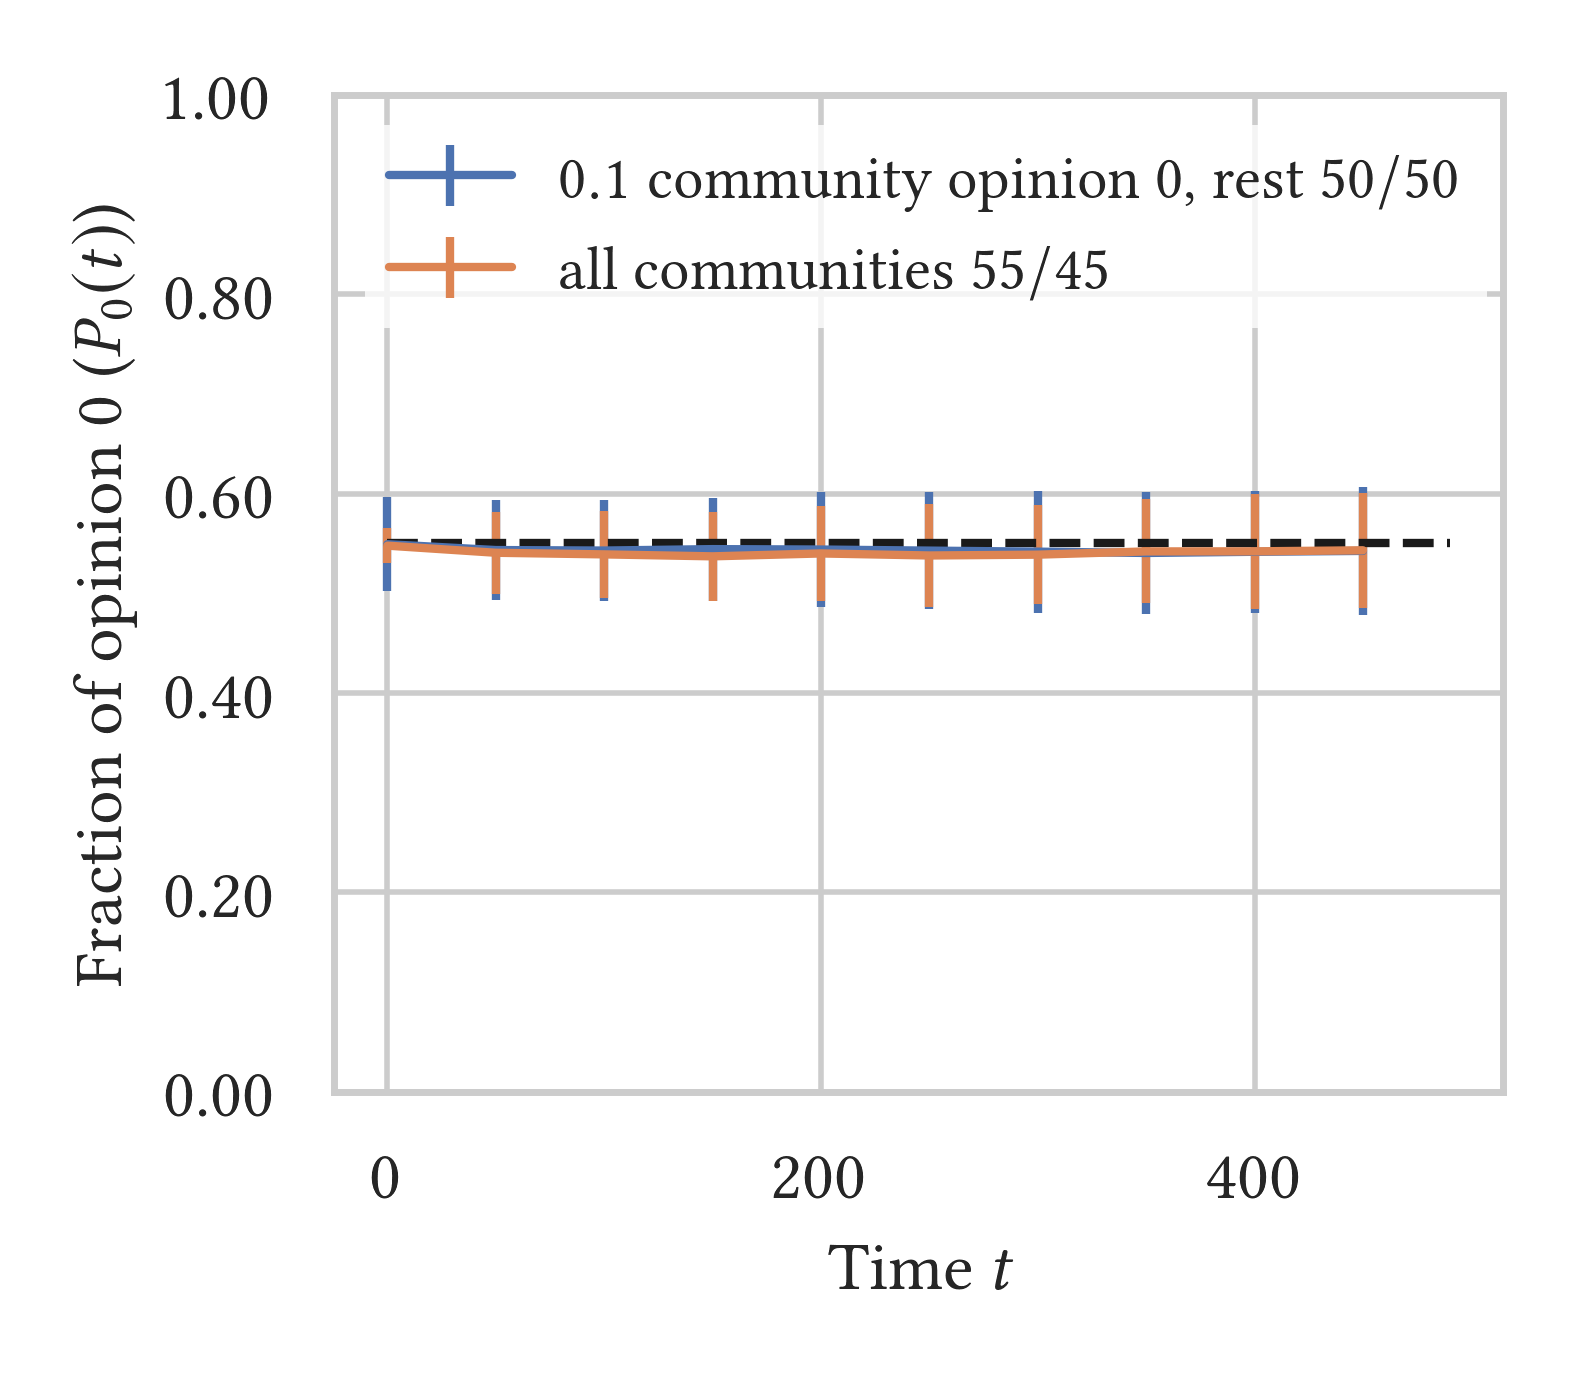 1.00
0.80
0.60
0.40
0.20
0.00
Fraction of opinion 0 (P₀(t))
0.1 community opinion 0, rest 50/50
all communities 55/45
0 200 400
Time t